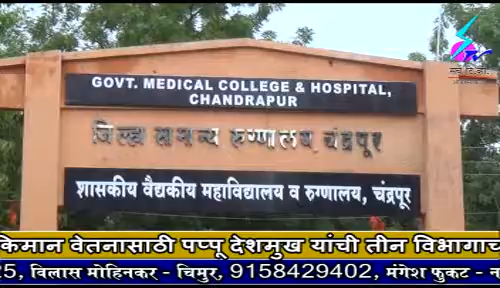 GOVT. MEDICAL COLLEGE & HOSPITAL,
CHANDRAPUR
जिल्हा सामान्य रुग्णालय, चंद्रपूर
शासकीय वैद्यकीय महाविद्यालय व रुग्णालय, चंद्रपूर
किमान वेतनासाठी पप्पू देशमुख यांची तीन विभागाच
25, विलास मोहिनकर - चिमुर, 9158429402, मंगेश फुकट - न